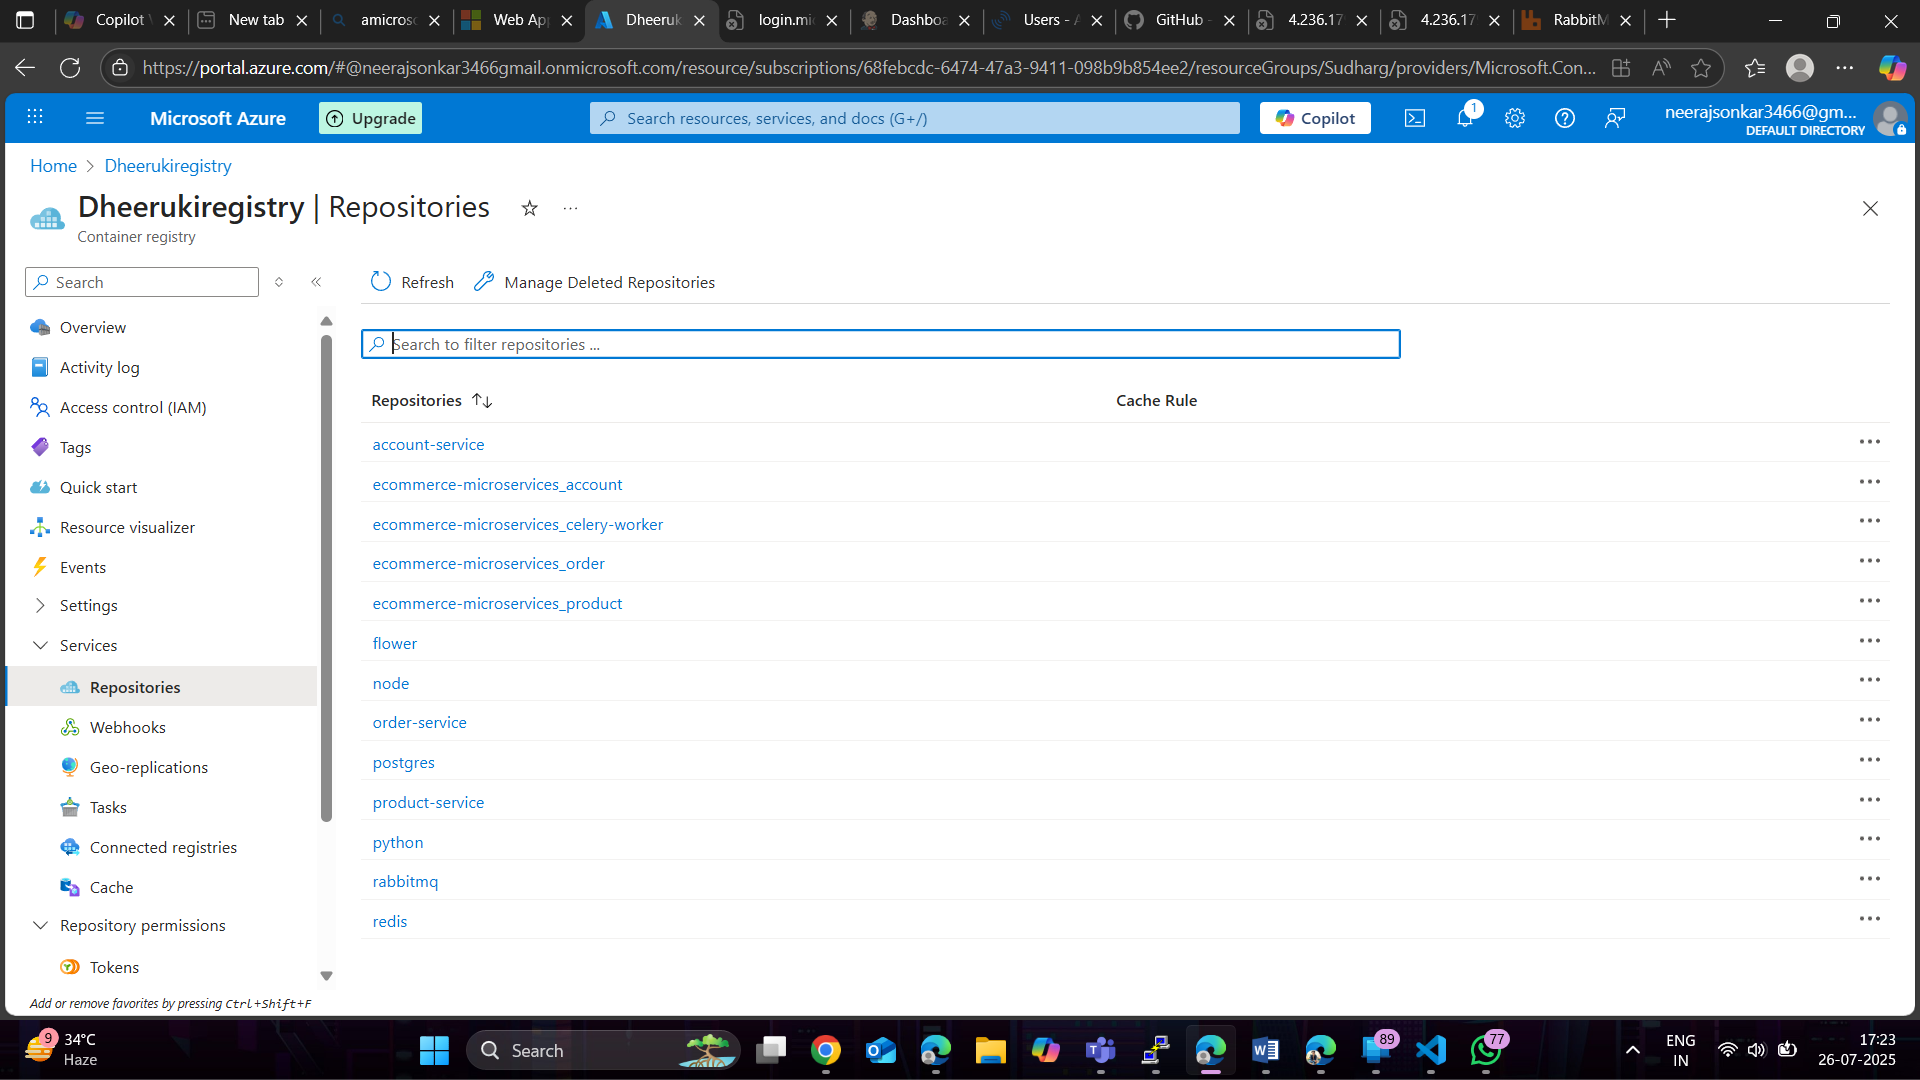 Copilot V
New tab
amicroso
Web App
Dheeruk
login.mic
Dashboa
Users - A
GitHub -
4.236.17
4.236.17
RabbitM
https://portal.azure.com/#@neerajsonkar3466gmail.onmicrosoft.com/resource/subscriptions/68febcdc-6474-47a3-9411-098b9b854ee2/resourceGroups/Sudharg/providers/Microsoft.Con...
Microsoft Azure
Upgrade
Search resources, services, and docs (G+/)
Copilot
1
neerajsonkar3466@gm...
DEFAULT DIRECTORY
Home > Dheerukiregistry
Dheerukiregistry | Repositories
Container registry
Search
Refresh
Manage Deleted Repositories
Overview
Activity log
Access control (IAM)
Tags
Quick start
Resource visualizer
Events
Settings
Services
Repositories
Webhooks
Geo-replications
Tasks
Connected registries
Cache
Repository permissions
Tokens
Add or remove favorites by pressing Ctrl+Shift+F
Search to filter repositories ...
Repositories
Cache Rule
account-service
ecommerce-microservices_account
ecommerce-microservices_celery-worker
ecommerce-microservices_order
ecommerce-microservices_product
flower
node
order-service
postgres
product-service
python
rabbitmq
redis
9
34°C
Haze
Search
89
77
ENG
IN
17:23
26-07-2025